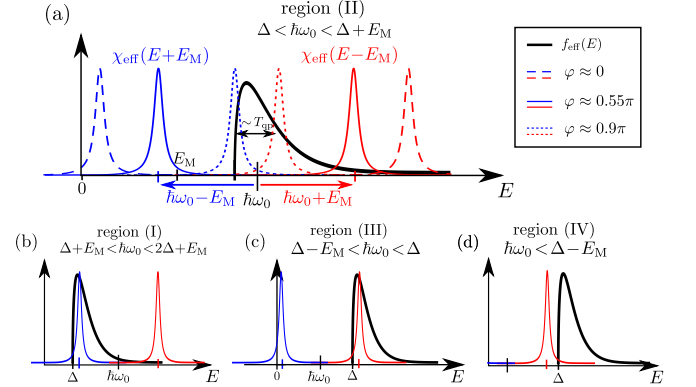 (a)
region (II)
Δ < ℏω₀ < Δ + E_M
χ_eff(E+E_M)
χ_eff(E−E_M)
f_eff(E)
φ ≈ 0
φ ≈ 0.55π
φ ≈ 0.9π
∼ T_qp
E_M
0
ℏω₀−E_M
ℏω₀
ℏω₀+E_M
E
(b)
region (I)
Δ+E_M<ℏω₀<2Δ+E_M
Δ
ℏω₀
E
(c)
region (III)
Δ−E_M<ℏω₀<Δ
0
ℏω₀
Δ
E
(d)
region (IV)
ℏω₀<Δ−E_M
Δ
E